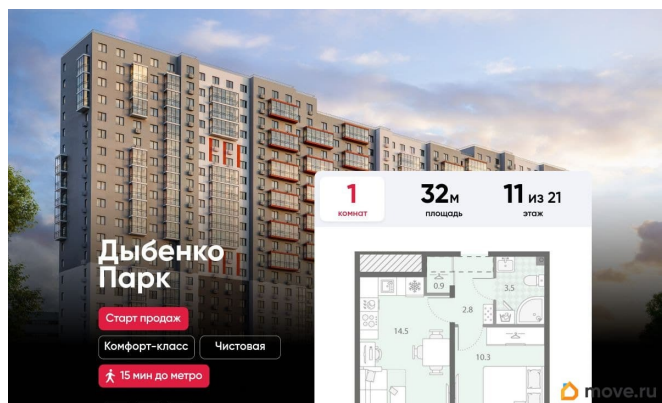 1
комнат
32м
площадь
11 из 21
этаж
Дыбенко
Парк
Старт продаж
Комфорт-класс
Чистовая
15 мин до метро
0.9
3.5
2.8
14.5
10.3
move.ru